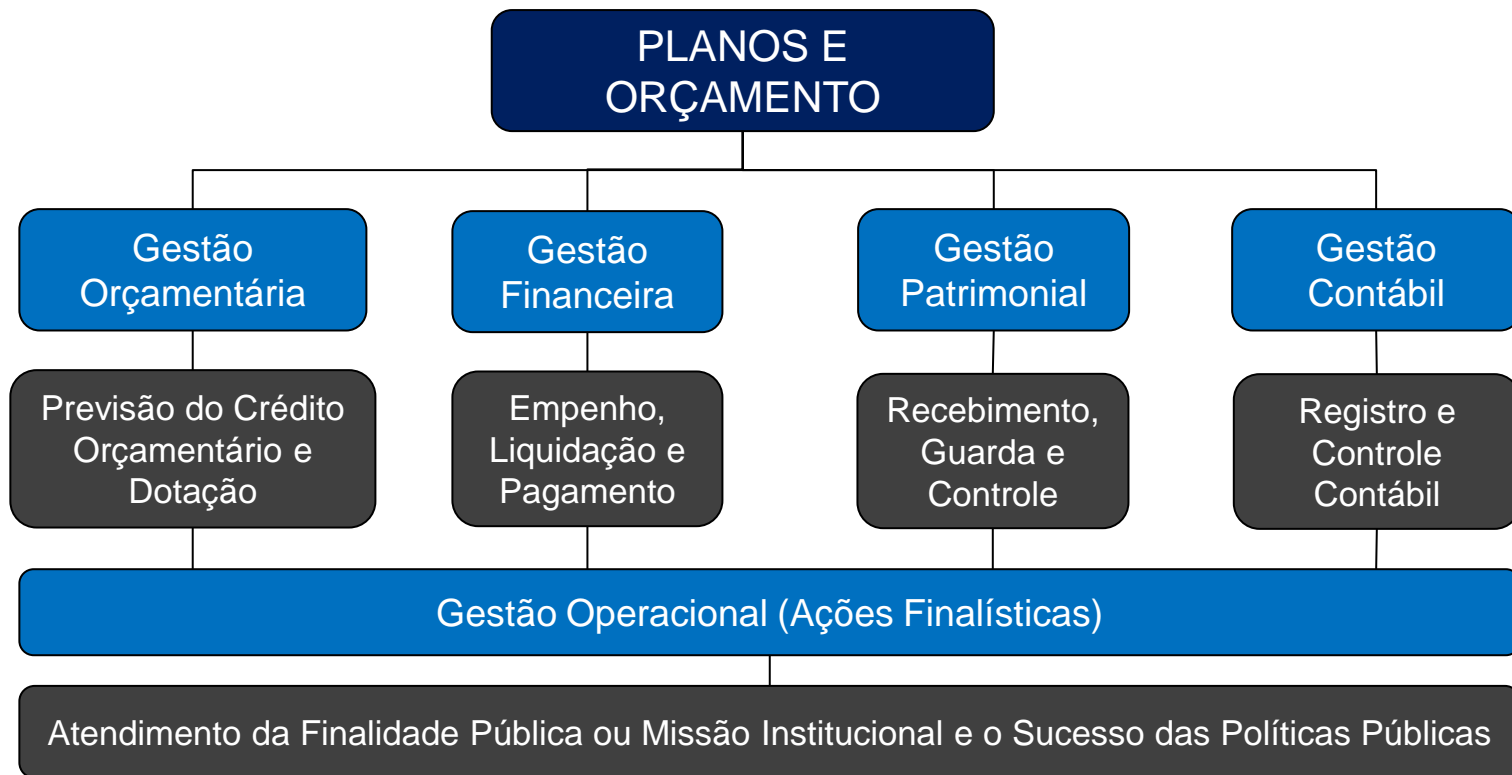 PLANOS E
ORÇAMENTO
Gestão
Orçamentária
Gestão
Financeira
Gestão
Patrimonial
Gestão
Contábil
Previsão do Crédito
Orçamentário e
Dotação
Empenho,
Liquidação e
Pagamento
Recebimento,
Guarda e
Controle
Registro e
Controle
Contábil
Gestão Operacional (Ações Finalísticas)
Atendimento da Finalidade Pública ou Missão Institucional e o Sucesso das Políticas Públicas